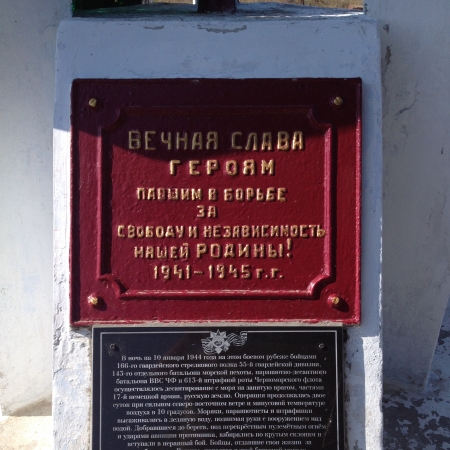 ВЕЧНАЯ СЛАВА
ГЕРОЯМ
ПАВШИМ В БОРЬБЕ
ЗА
СВОБОДУ И НЕЗАВИСИМОСТЬ
НАШЕЙ РОДИНЫ!
1941-1945 г.г.
В ночь на 10 января 1944 года на этом боевом рубеже бойцами
166-го гвардейского стрелкового полка 55-й гвардейской дивизии,
143-го отдельного батальона морской пехоты, парашютно-десантного
батальона ВВС ЧФ и 613-й штрафной роты Черноморского флота
осуществлялось десантирование с моря на занятую врагом, частями
17-й немецкой армии, русскую землю. Операция продолжалась двое
суток при сильном северо-восточном ветре и минусовой температуре
воздуха в 10 градусов. Моряки, парашютисты и штрафники
высаживались в ледяную воду, поднимая руки с вооружением над
водой. Добравшиеся до берега, под перекрёстным пулемётным огнём
и ударами авиации противника, взбирались по крутым склонам и
вступали в неравный бой. Бойцы, отдавшие свои жизни за